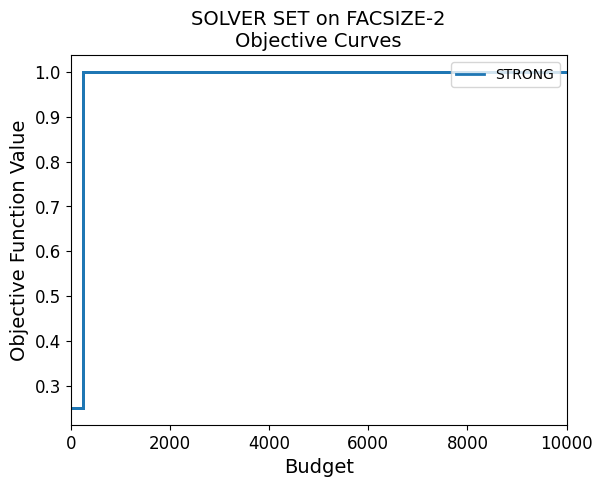 SOLVER SET on FACSIZE-2
Objective Curves
STRONG
Objective Function Value
1.0
0.9
0.8
0.7
0.6
0.5
0.4
0.3
0 2000 4000 6000 8000 10000
Budget